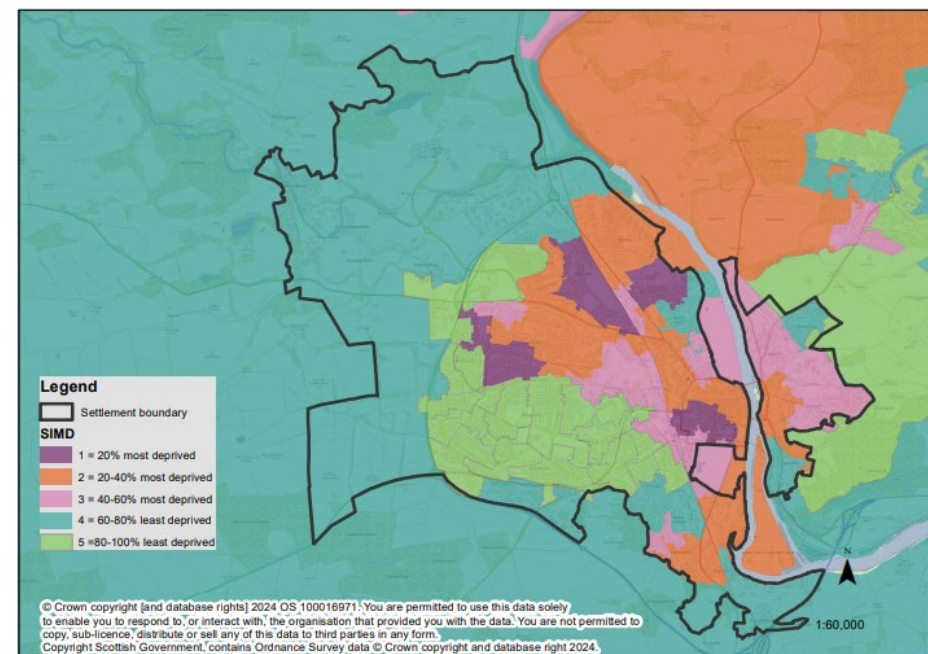 Legend
Settlement boundary
SIMD
1 = 20% most deprived
2 = 20-40% most deprived
3 = 40-60% most deprived
4 = 60-80% least deprived
5 =80-100% least deprived
N
1:60,000
© Crown copyright [and database rights] 2024 OS 100016971. You are permitted to use this data solely
to enable you to respond to, or interact with, the organisation that provided you with the data. You are not permitted to
copy, sub-licence, distribute or sell any of this data to third parties in any form.
Copyright Scottish Government, contains Ordnance Survey data © Crown copyright and database right 2024.